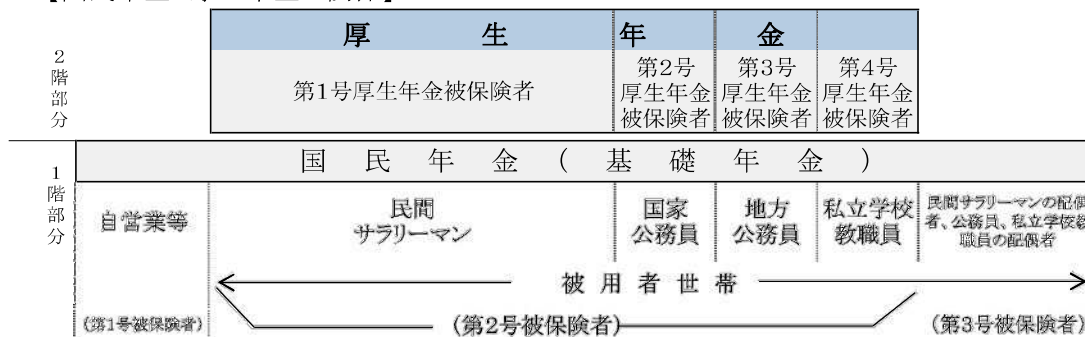 厚生年金
2階部分
第1号厚生年金被保険者
第2号
厚生年金
被保険者
第3号
厚生年金
被保険者
第4号
厚生年金
被保険者
1階部分
国民年金(基礎年金)
自営業等
民間
サラリーマン
国家
公務員
地方
公務員
私立学校
教職員
民間サラリーマンの配偶
者、公務員、私立学校教
職員の配偶者
被用者世帯
(第1号被保険者)
(第2号被保険者)
(第3号被保険者)